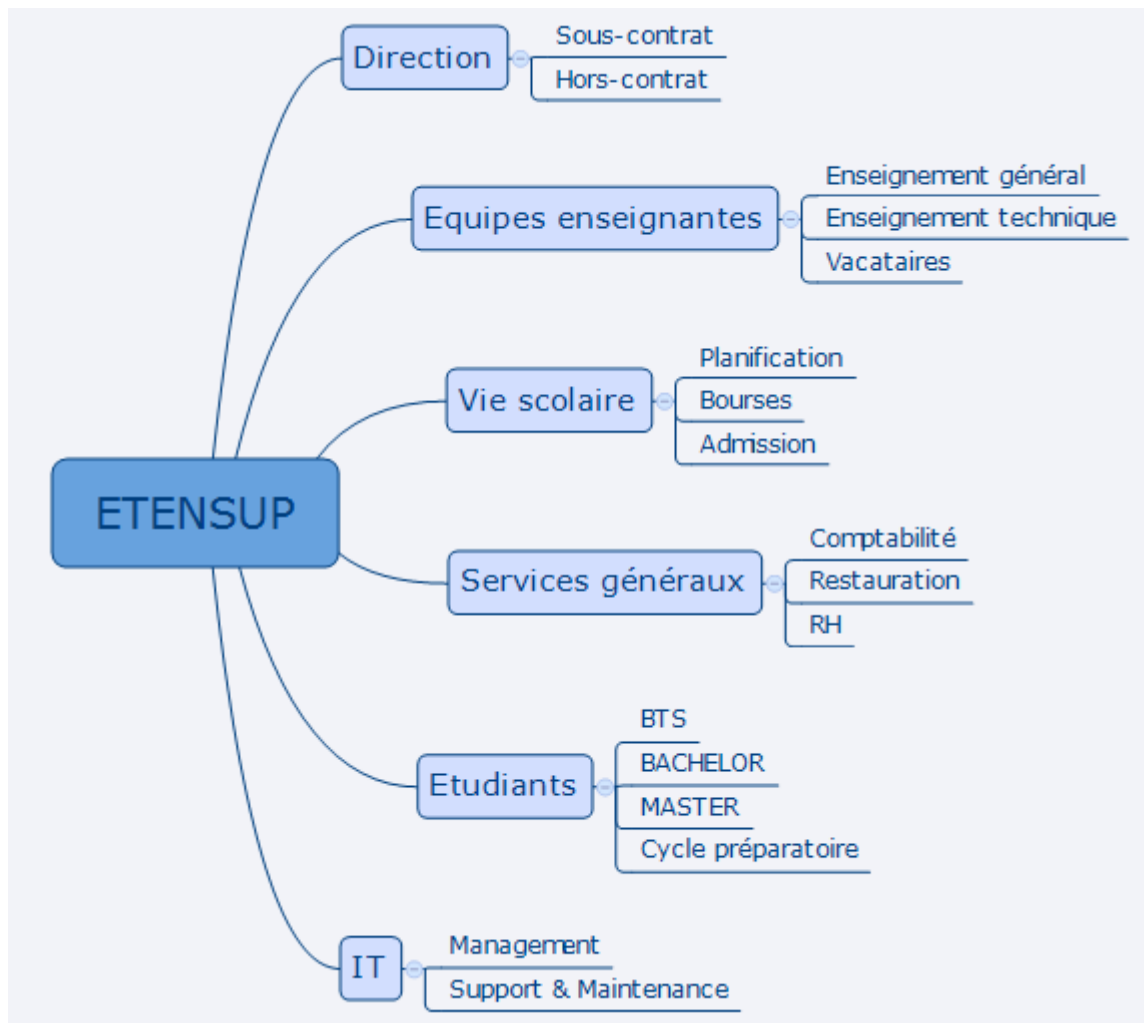 Direction
Sous-contrat
Hors-contrat
Equipes enseignantes
Enseignement général
Enseignement technique
Vacataires
Vie scolaire
Planification
Bourses
Admission
ETENSUP
Services généraux
Comptabilité
Restauration
RH
Etudiants
BTS
BACHELOR
MASTER
Cycle préparatoire
IT
Management
Support & Maintenance